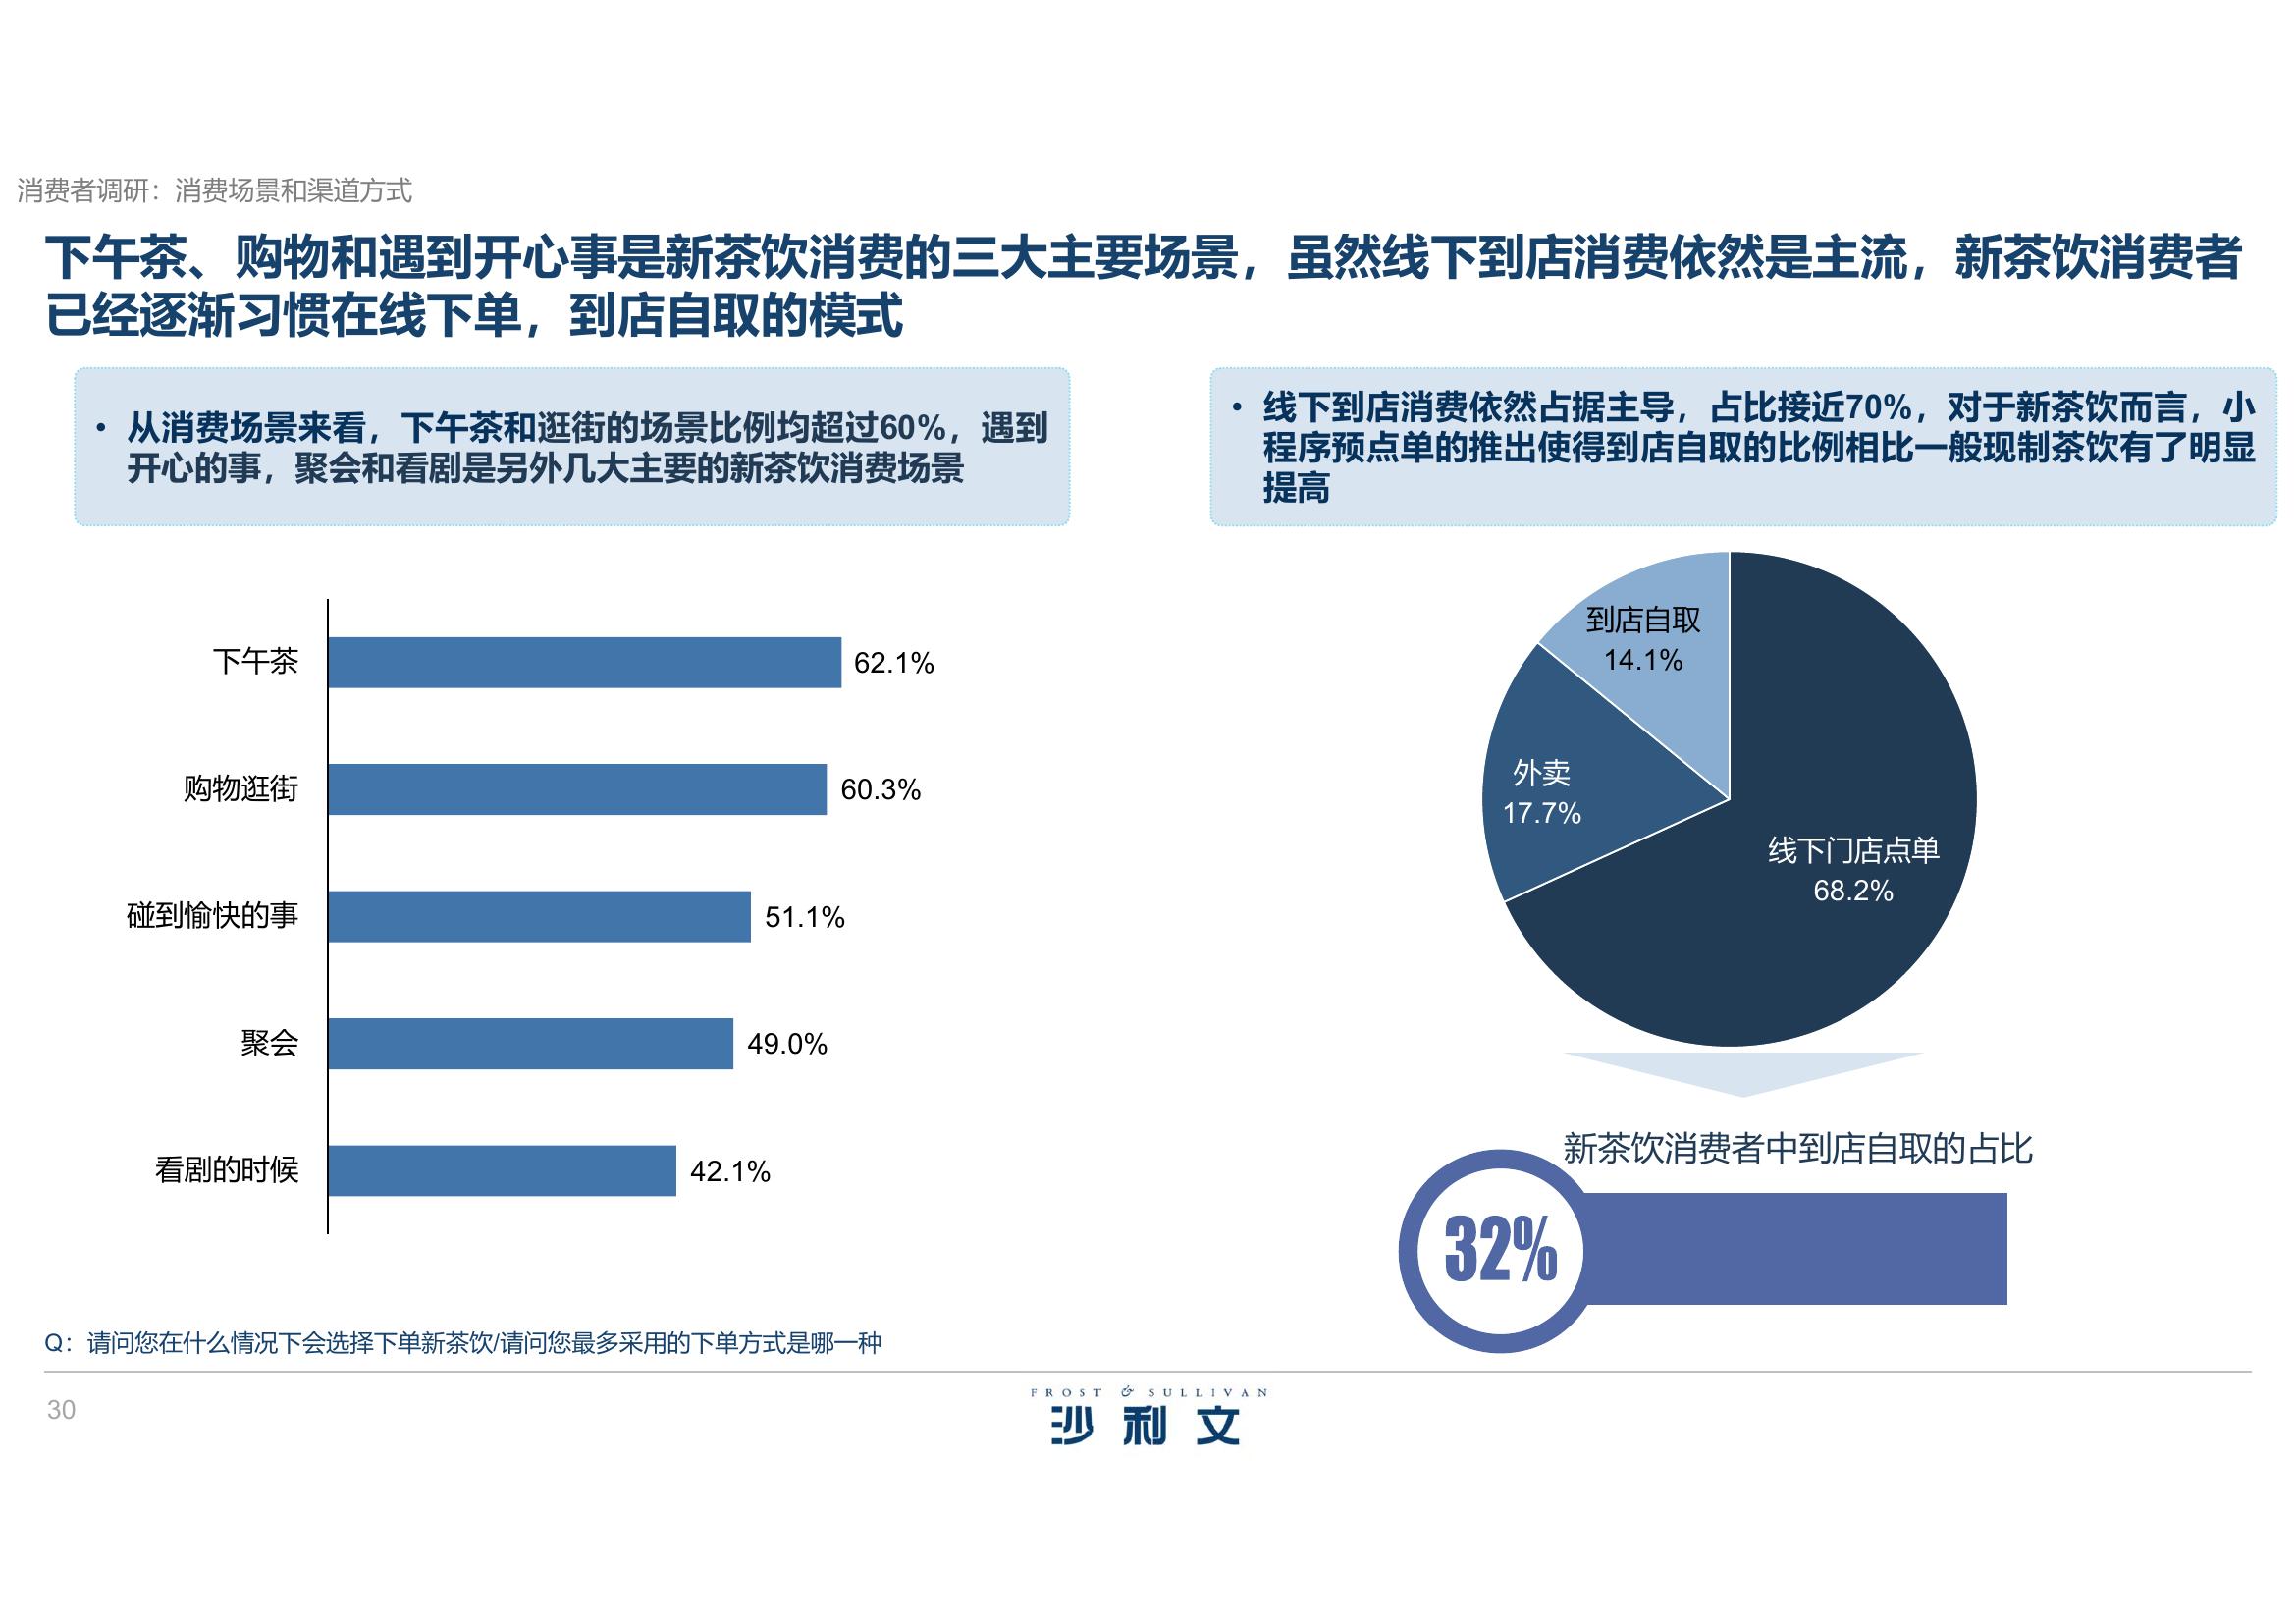 消费者调研：消费场景和渠道方式
下午茶、购物和遇到开心事是新茶饮消费的三大主要场景，虽然线下到店消费依然是主流，新茶饮消费者
已经逐渐习惯在线下单，到店自取的模式
• 从消费场景来看，下午茶和逛街的场景比例均超过60%，遇到
开心的事，聚会和看剧是另外几大主要的新茶饮消费场景
下午茶
62.1%
购物逛街
60.3%
碰到愉快的事
51.1%
聚会
49.0%
看剧的时候
42.1%
• 线下到店消费依然占据主导，占比接近70%，对于新茶饮而言，小
程序预点单的推出使得到店自取的比例相比一般现制茶饮有了明显
提高
到店自取
14.1%
外卖
17.7%
线下门店点单
68.2%
新茶饮消费者中到店自取的占比
32%
Q：请问您在什么情况下会选择下单新茶饮/请问您最多采用的下单方式是哪一种
30
FROST & SULLIVAN
沙利文